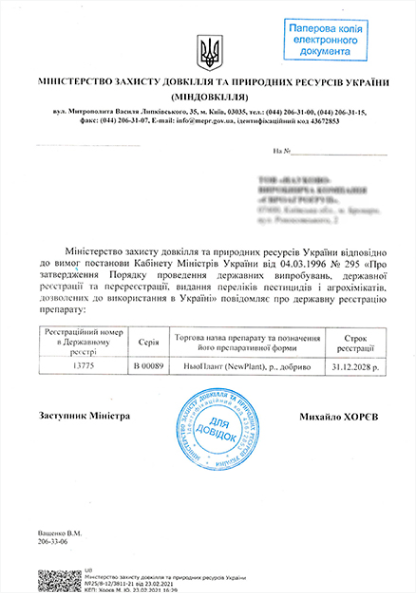 Паперова копія
електронного
документа
МІНІСТЕРСТВО ЗАХИСТУ ДОВКІЛЛЯ ТА ПРИРОДНИХ РЕСУРСІВ УКРАЇНИ
(МІНДОВКІЛЛЯ)
вул. Митрополита Василя Липківського, 35, м. Київ, 03035, тел.: (044) 206-31-00, (044) 206-31-15,
факс: (044) 206-31-07, E-mail: info@mepr.gov.ua, ідентифікаційний код 43672853
На №
Міністерство захисту довкілля та природних ресурсів України відповідно
до вимог постанови Кабінету Міністрів України від 04.03.1996 № 295 «Про
затвердження Порядку проведення державних випробувань, державної
реєстрації та перереєстрації, видання переліків пестицидів і агрохімікатів,
дозволених до використання в Україні» повідомляє про державну реєстрацію
препарату:
Реєстраційний номер в Державному реєстрі
Серія
Торгова назва препарату та позначення його препаративної форми
Строк реєстрації
13775
В 00089
НьюПлант (NewPlant), р., добриво
31.12.2028 р.
Заступник Міністра
Михайло ХОРЄВ
ДЛЯ
ДОВІДОК
Ващенко В.М.
206-33-06
Міністерство захисту довкілля та природних ресурсів України
№25/8-12/3811-21 від 23.02.2021
КЕП: Хорєв М. Ю. 23.02.2021 16:29